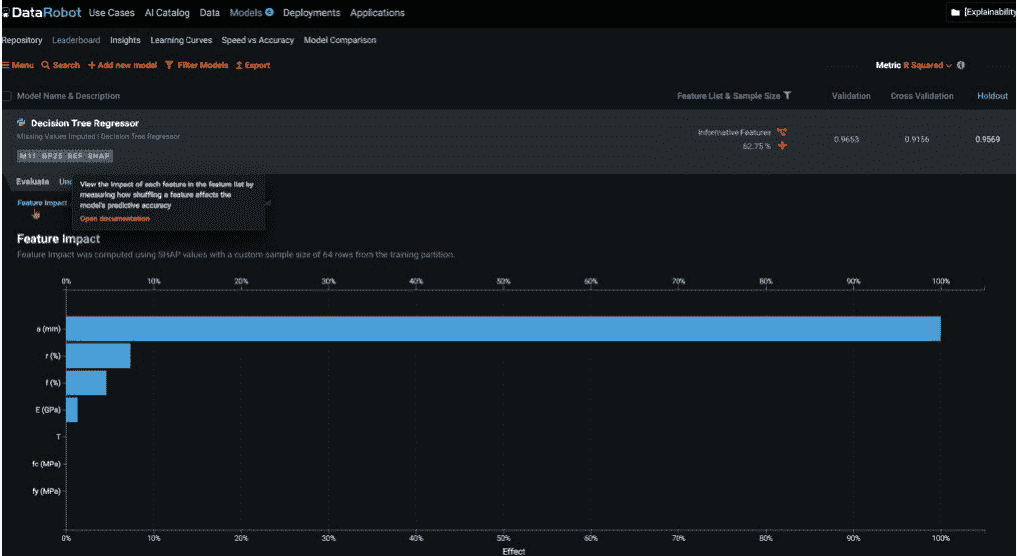 DataRobot Use Cases AI Catalog Data Models 6 Deployments Applications [Explainability
Repository Leaderboard Insights Learning Curves Speed vs Accuracy Model Comparison
Menu Search + Add new model Filter Models Export Metric R Squared
Model Name & Description Feature List & Sample Size Validation Cross Validation Holdout
Decision Tree Regressor
Missing Values Imputed | Decision Tree Regressor
Informative Features
62.75 % 0.9653 0.9156 0.9569
M11 BP25 REF SHAP
Evaluate Und
View the impact of each feature in the feature list by
measuring how shuffling a feature affects the
model's predictive accuracy
Open documentation
Feature Impact
Feature Impact
Feature Impact was computed using SHAP values with a custom sample size of 64 rows from the training partition.
0% 10% 20% 30% 40% 50% 60% 70% 80% 90% 100%
a (mm)
r (%)
f (%)
E (GPa)
T
fc (MPa)
fy (MPa)
0% 10% 20% 30% 40% 50% 60% 70% 80% 90% 100%
Effect